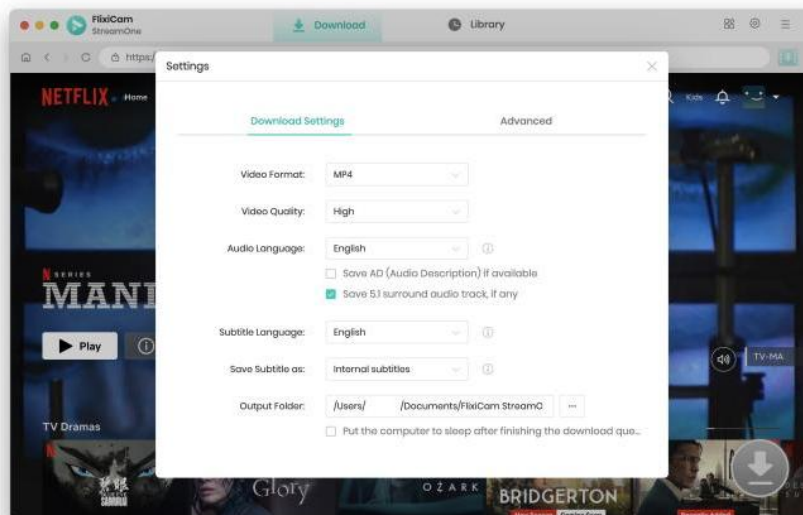 FlixiCam
StreamOne
Download
Library
https:/
Settings
NETFLIX
Home
Kids
Download Settings
Advanced
Video Format:
MP4
Video Quality:
High
Audio Language:
English
Save AD (Audio Description) if available
Save 5.1 surround audio track, if any
N SERIES
MANI
Subtitle Language:
English
Play
TV-MA
Save Subtitle as:
Internal subtitles
Output Folder:
/Users/ /Documents/FlixiCam StreamO
...
TV Dramas
Put the computer to sleep after finishing the download que...
SAMURAI
Glory
OZARK
BRIDGERTON
Recently Added